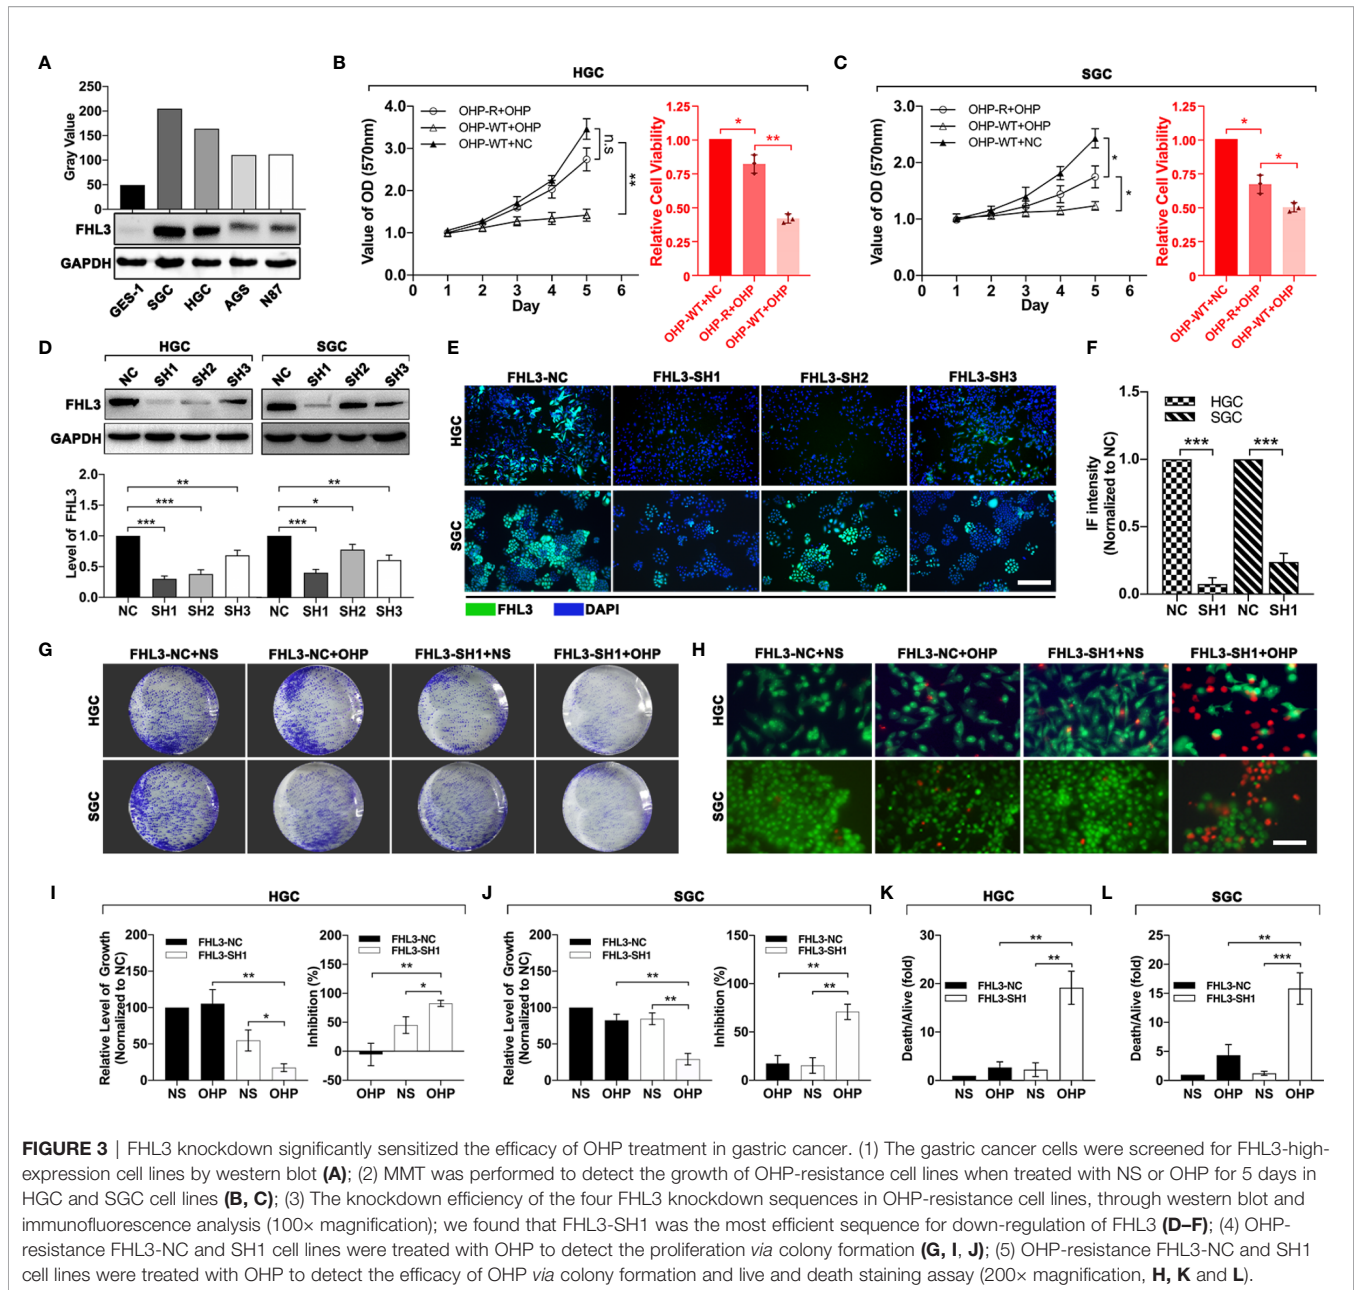 A
250
200
150
100
50
0
Gray Value
FHL3
GAPDH
GES-1 SGC HGC AGS N87
B
HGC
4.0
3.0
2.0
1.0
0.0
Value of OD (570nm)
OHP-R+OHP
OHP-WT+OHP
OHP-WT+NC
n.s
**
0 1 2 3 4 5 6
Day
1.25
1.00
0.75
0.50
0.25
0
Relative Cell Viability
* **
OHP-WT+NC OHP-R+OHP OHP-WT+OHP
C
SGC
3.0
2.0
1.0
0.0
Value of OD (570nm)
OHP-R+OHP
OHP-WT+OHP
OHP-WT+NC
*
*
0 1 2 3 4 5 6
Day
1.25
1.00
0.75
0.50
0.25
0
Relative Cell Viability
* *
OHP-WT+NC OHP-R+OHP OHP-WT+OHP
D
HGC SGC
NC SH1 SH2 SH3 NC SH1 SH2 SH3
FHL3
GAPDH
2.0
1.5
1.0
0.5
0.0
Level of FHL3
** ***
*** ** * ***
NC SH1 SH2 SH3 NC SH1 SH2 SH3
E
FHL3-NC FHL3-SH1 FHL3-SH2 FHL3-SH3
HGC
SGC
FHL3 DAPI
F
1.5
1.0
0.5
0.0
IF intensity
(Normalized to NC)
HGC
SGC
*** ***
NC SH1 NC SH1
G
FHL3-NC+NS FHL3-NC+OHP FHL3-SH1+NS FHL3-SH1+OHP
HGC
SGC
H
FHL3-NC+NS FHL3-NC+OHP FHL3-SH1+NS FHL3-SH1+OHP
HGC
SGC
I
HGC
200
150
100
50
0
Relative Level of Growth
(Normalized to NC)
FHL3-NC
FHL3-SH1
**
*
NS OHP NS OHP
200
150
100
50
0
-50
Inhibition (%)
FHL3-NC
FHL3-SH1
**
*
OHP NS OHP
J
SGC
200
150
100
50
0
Relative Level of Growth
(Normalized to NC)
FHL3-NC
FHL3-SH1
**
**
NS OHP NS OHP
150
100
50
0
Inhibition (%)
FHL3-NC
FHL3-SH1
**
**
OHP NS OHP
K
HGC
30
20
10
0
Death/Alive (fold)
**
**
FHL3-NC
FHL3-SH1
NS OHP NS OHP
L
SGC
25
20
15
10
5
0
Death/Alive (fold)
**
***
FHL3-NC
FHL3-SH1
NS OHP NS OHP
FIGURE 3 | FHL3 knockdown significantly sensitized the efficacy of OHP treatment in gastric cancer. (1) The gastric cancer cells were screened for FHL3-high-
expression cell lines by western blot (A); (2) MMT was performed to detect the growth of OHP-resistance cell lines when treated with NS or OHP for 5 days in
HGC and SGC cell lines (B, C); (3) The knockdown efficiency of the four FHL3 knockdown sequences in OHP-resistance cell lines, through western blot and
immunofluorescence analysis (100× magnification); we found that FHL3-SH1 was the most efficient sequence for down-regulation of FHL3 (D–F); (4) OHP-
resistance FHL3-NC and SH1 cell lines were treated with OHP to detect the proliferation via colony formation (G, I, J); (5) OHP-resistance FHL3-NC and SH1
cell lines were treated with OHP to detect the efficacy of OHP via colony formation and live and death staining assay (200× magnification, H, K and L).